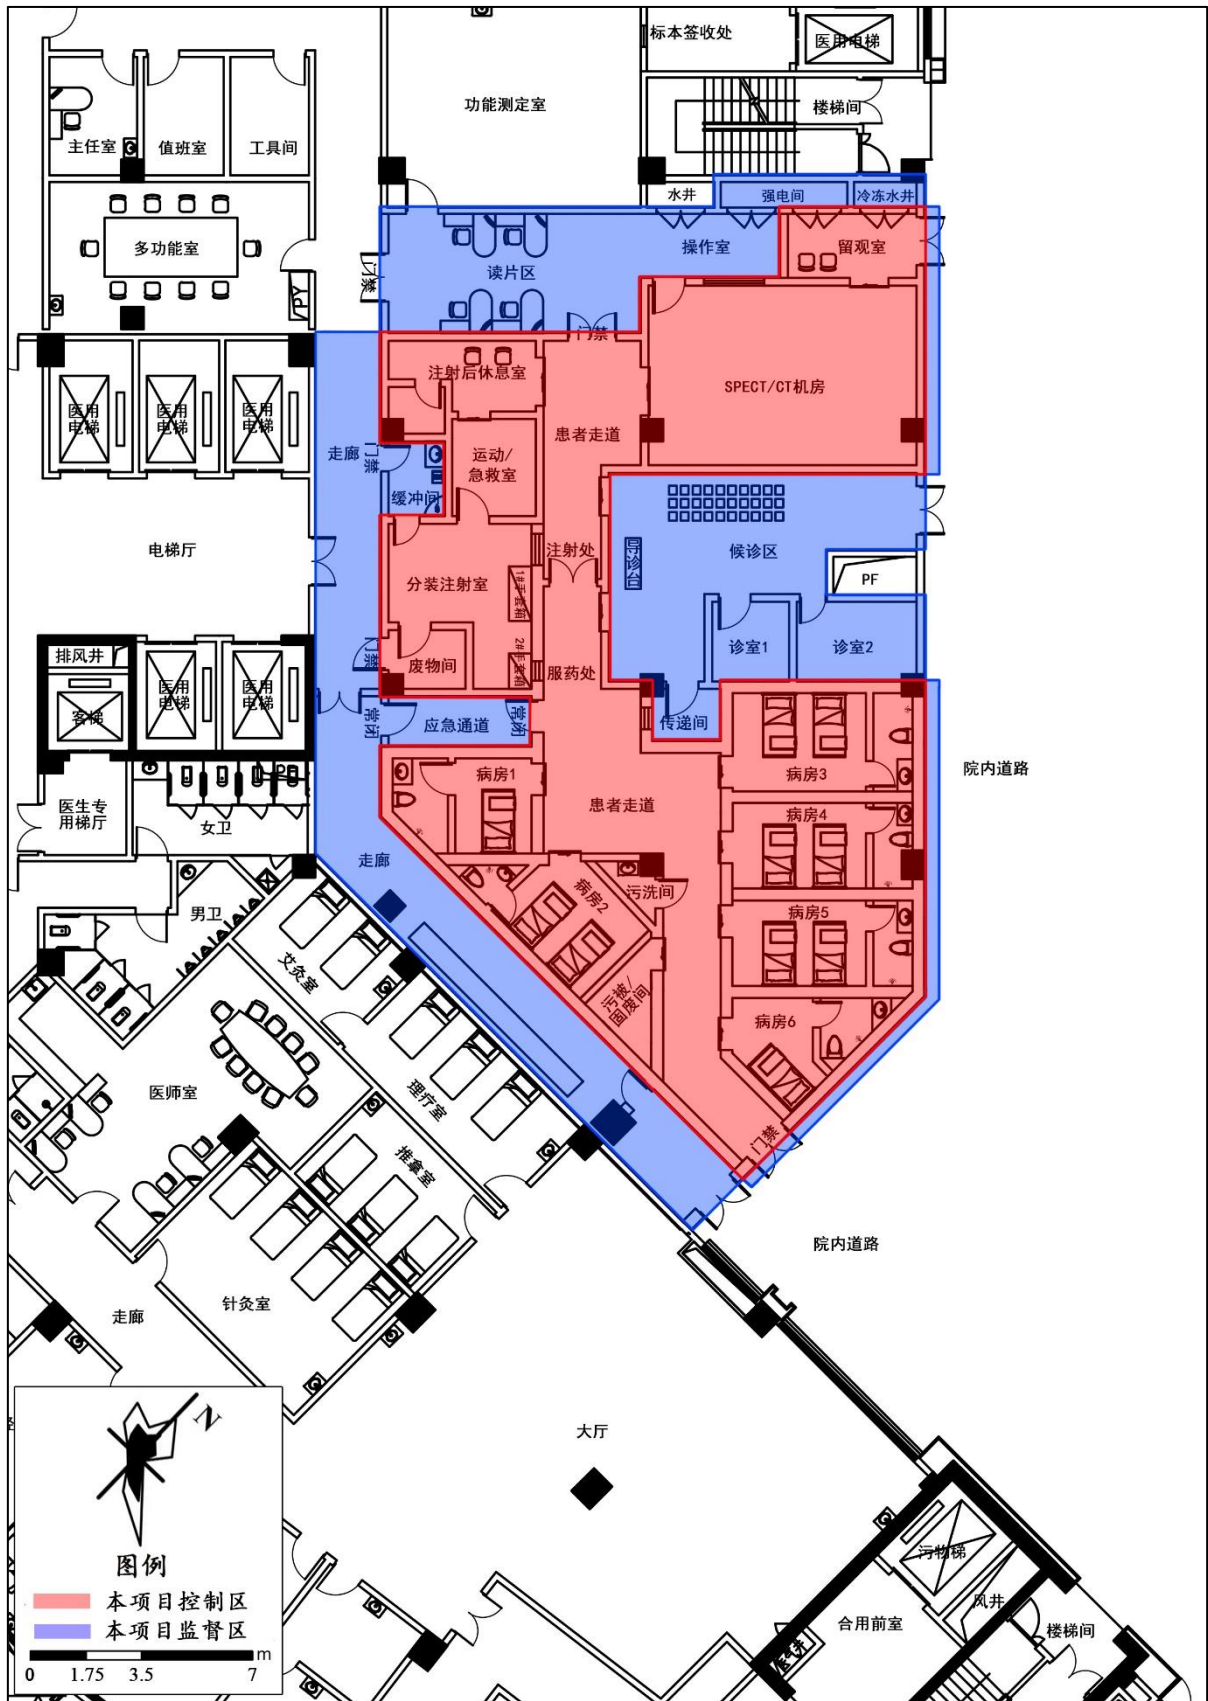 标本签收处
医用电梯
功能测定室
楼梯间
主任室
值班室
工具间
水井
强电间
冷冻水井
多功能室
门禁
读片区
操作室
留观室
PY
门禁
注射后休息室
SPECT/CT机房
医用
电梯
医用
电梯
医用
电梯
走廊
门禁
患者走道
运动/
急救室
缓冲间
电梯厅
注射处
导诊台
候诊区
PF
分装注射室
1#手套箱
2#手套箱
门禁
废物间
服药处
诊室1
诊室2
排风井
客梯
医用
电梯
医用
电梯
常闭
应急通道
常闭
传递间
院内道路
病房1
病房3
医生专
用梯厅
女卫
患者走道
病房4
走廊
污洗间
男卫
病房2
病房5
艾灸室
污被/
固废间
病房6
理疗室
医师室
门禁
推拿室
院内道路
针灸室
走廊
大厅
N
图例
本项目控制区
本项目监督区
m
0 1.75 3.5 7
污物梯
风井
合用前室
楼梯间